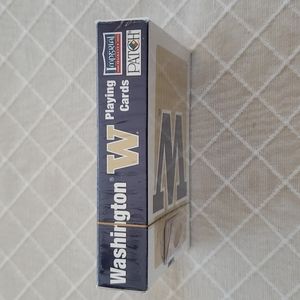 Washington W
Playing
Cards
Imperial
PATCH
W